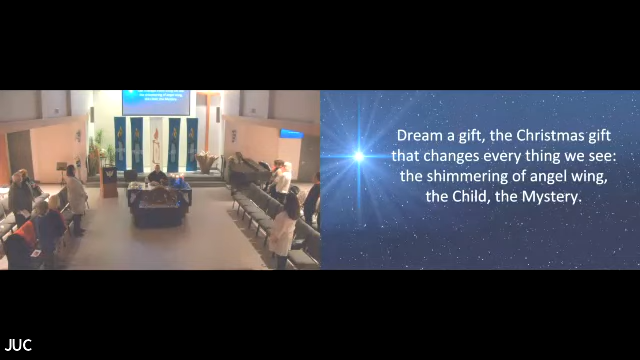 Dream a gift, the Christmas gift
that changes every thing we see:
the shimmering of angel wing,
the Child, the Mystery.
JUC